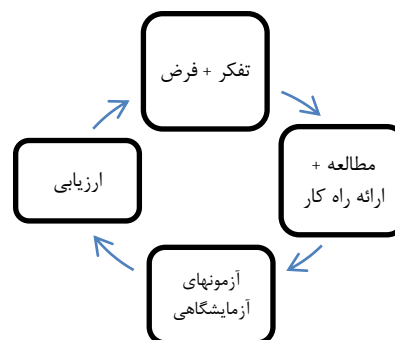 تفکر + فرض
مطالعه +
ارائه راه کار
آزمونهای
آزمایشگاهی
ارزیابی